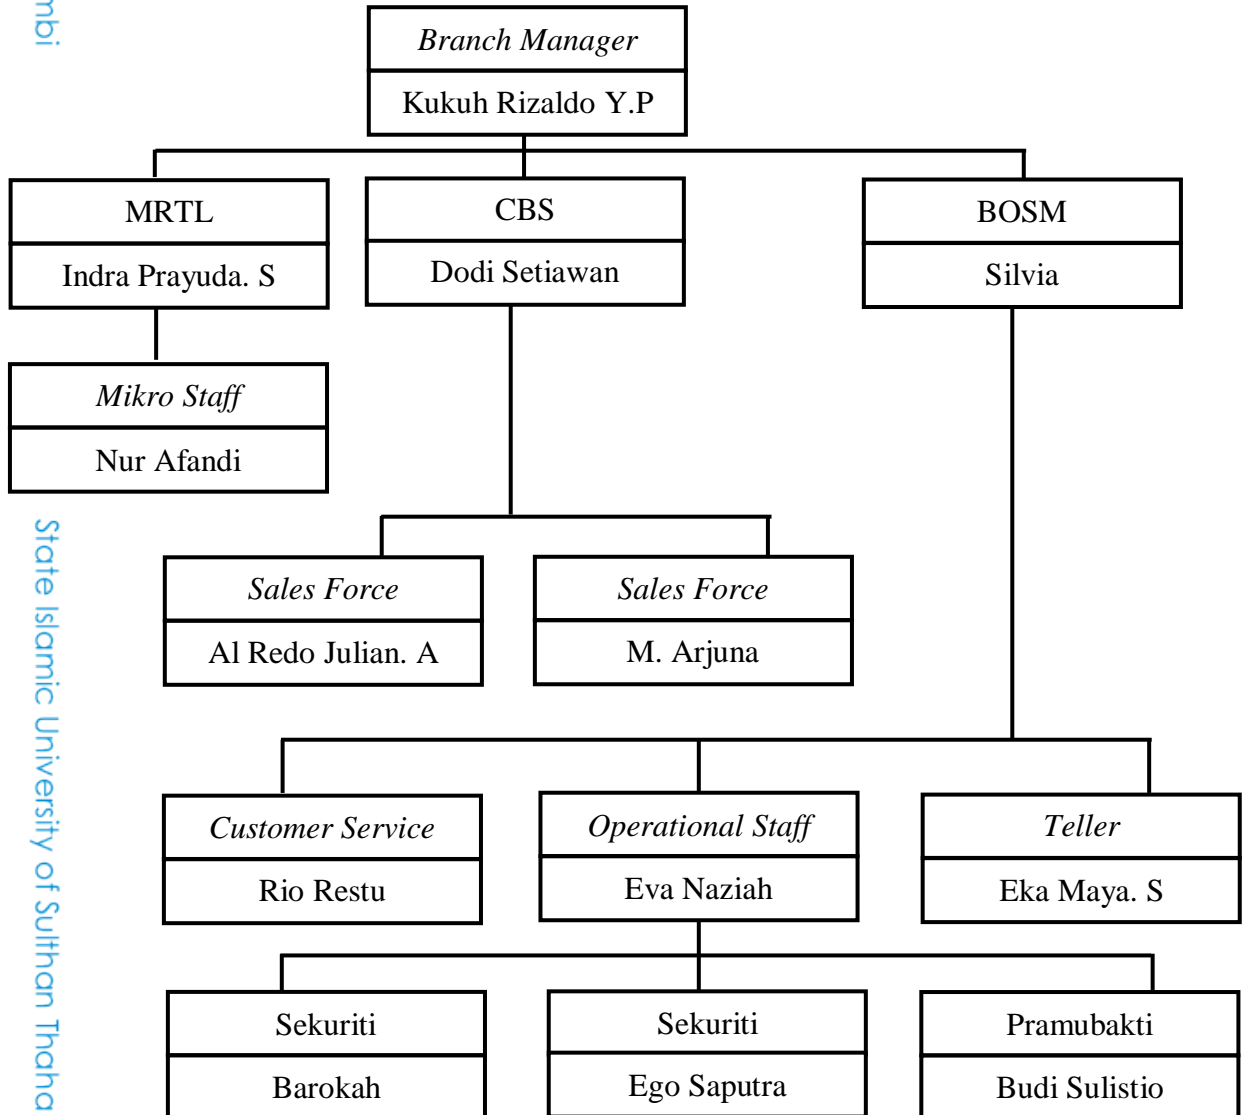 mbi
Branch Manager
Kukuh Rizaldo Y.P
MRTL
Indra Prayuda. S
CBS
Dodi Setiawan
BOSM
Silvia
Mikro Staff
Nur Afandi
Sales Force
Al Redo Julian. A
Sales Force
M. Arjuna
Customer Service
Rio Restu
Operational Staff
Eva Naziah
Teller
Eka Maya. S
Sekuriti
Barokah
Sekuriti
Ego Saputra
Pramubakti
Budi Sulistio
State Islamic University of Sulthan Thaha